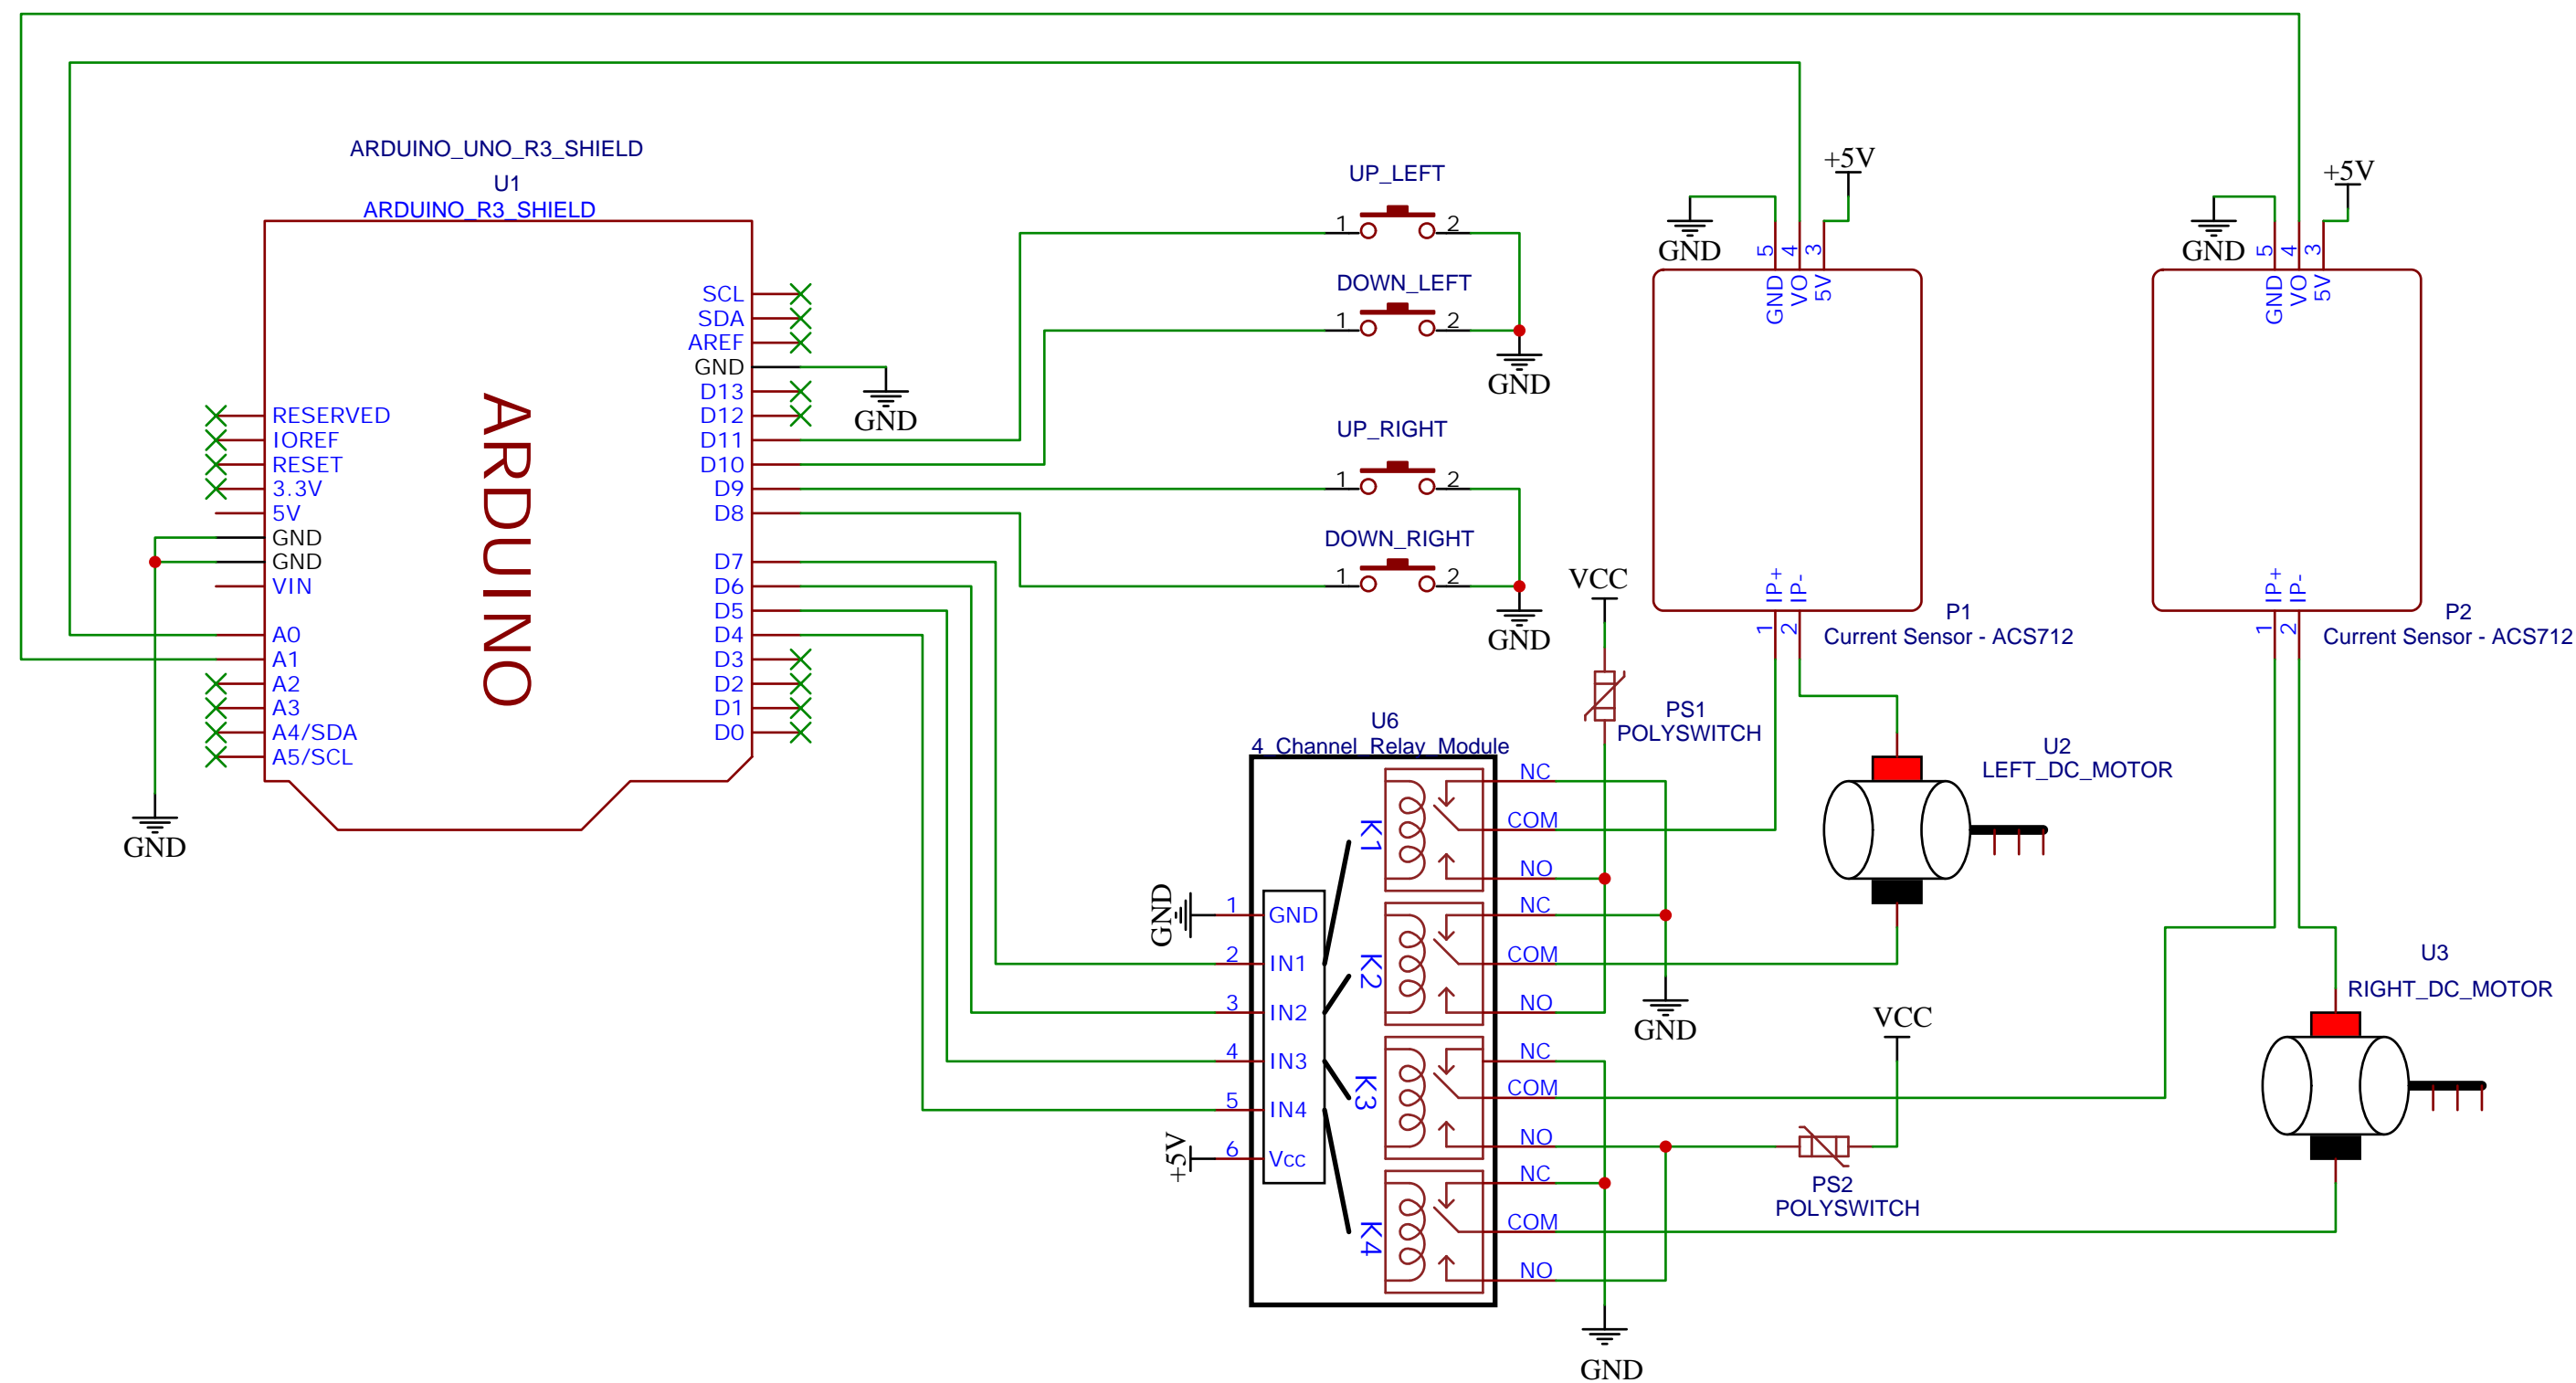 ARDUINO_UNO_R3_SHIELD
U1
ARDUINO_R3_SHIELD
ARDUINO
SCL
SDA
AREF
GND
D13
D12
D11
D10
D9
D8
D7
D6
D5
D4
D3
D2
D1
D0
RESERVED
IOREF
RESET
3.3V
5V
GND
GND
VIN
A0
A1
A2
A3
A4/SDA
A5/SCL
GND
GND
UP_LEFT
1 2
DOWN_LEFT
1 2
GND
UP_RIGHT
1 2
DOWN_RIGHT
1 2
GND
+5V
GND
5 4 3
GND VO 5V
IP+ IP-
1 2
P1
Current Sensor - ACS712
+5V
GND
5 4 3
GND VO 5V
IP+ IP-
1 2
P2
Current Sensor - ACS712
VCC
PS1
POLYSWITCH
U6
4_Channel_Relay_Module
GND
1 GND
2 IN1
3 IN2
4 IN3
5 IN4
6 Vcc
+5V
K1
NC
COM
NO
K2
NC
COM
NO
K3
NC
COM
NO
K4
NC
COM
NO
GND
GND
U2
LEFT_DC_MOTOR
VCC
PS2
POLYSWITCH
U3
RIGHT_DC_MOTOR